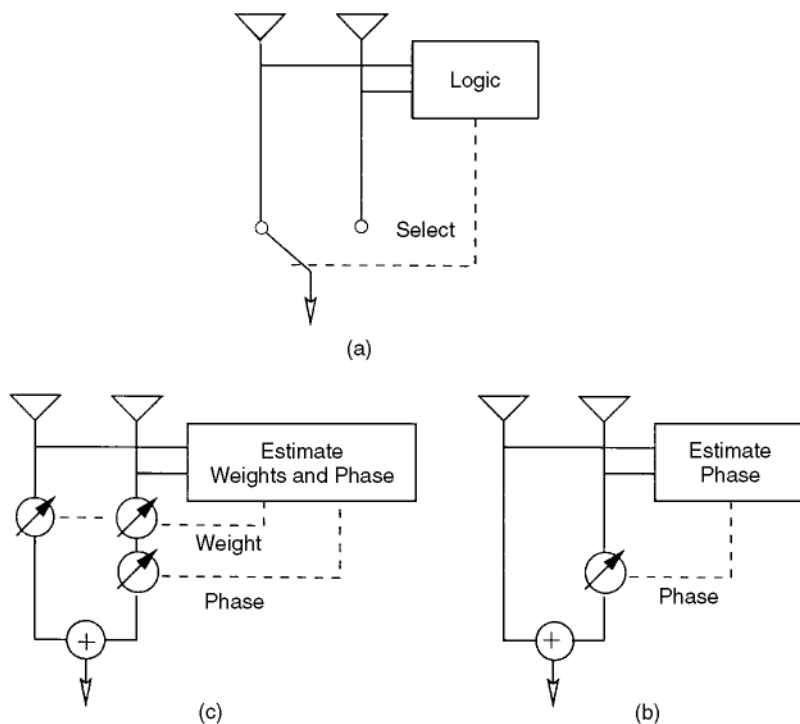 Logic
Select
(a)
Estimate
Weights and Phase
Weight
Phase
+
(c)
Estimate
Phase
Phase
+
(b)